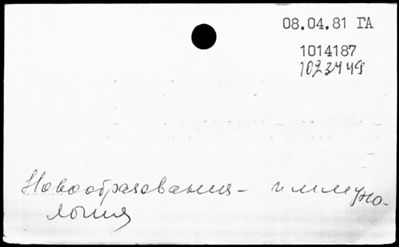 08.04.81 ГА
1014187
1023449
Новообразования - иммуно-
логия